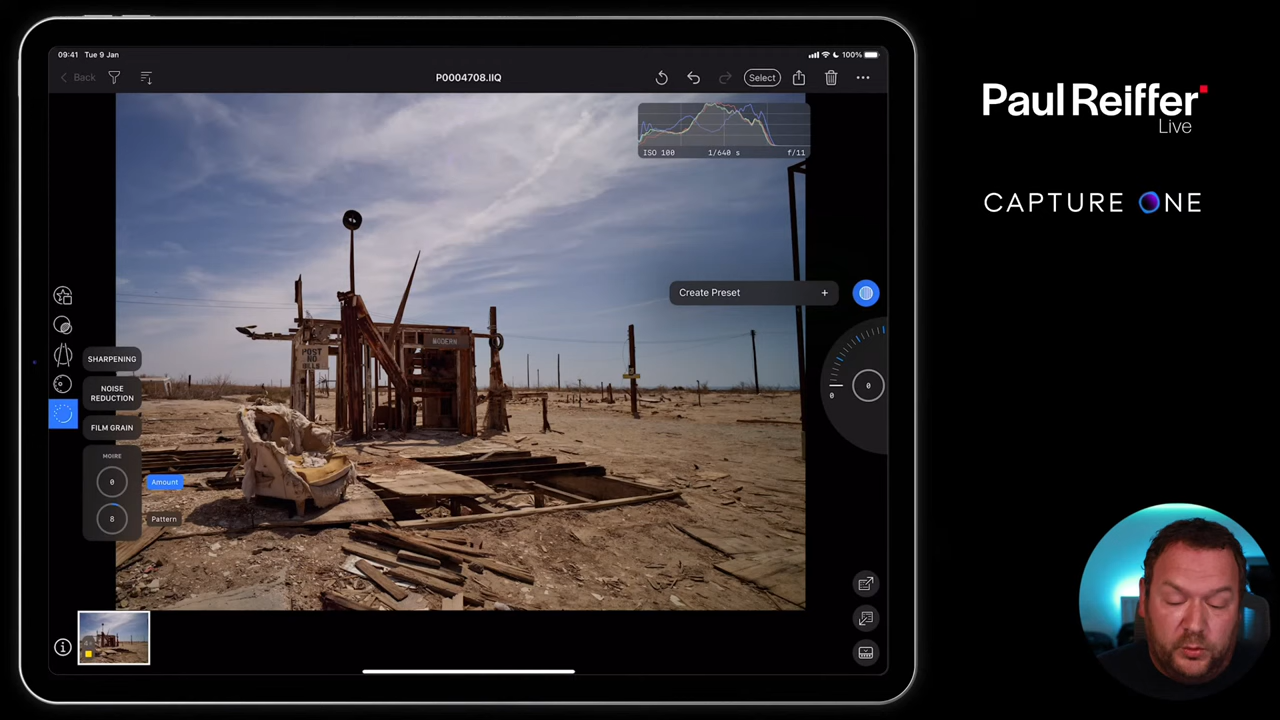 09:41 Tue 9 Jan
100%
Back
P0004708.IIQ
Select
ISO 100 1/640 s f/11
Create Preset +
0
0
MODERN
POST
NO
BILLS
SHARPENING
NOISE
REDUCTION
FILM GRAIN
MOIRE
0 Amount
8 Pattern
Paul Reiffer
Live
CAPTURE ONE